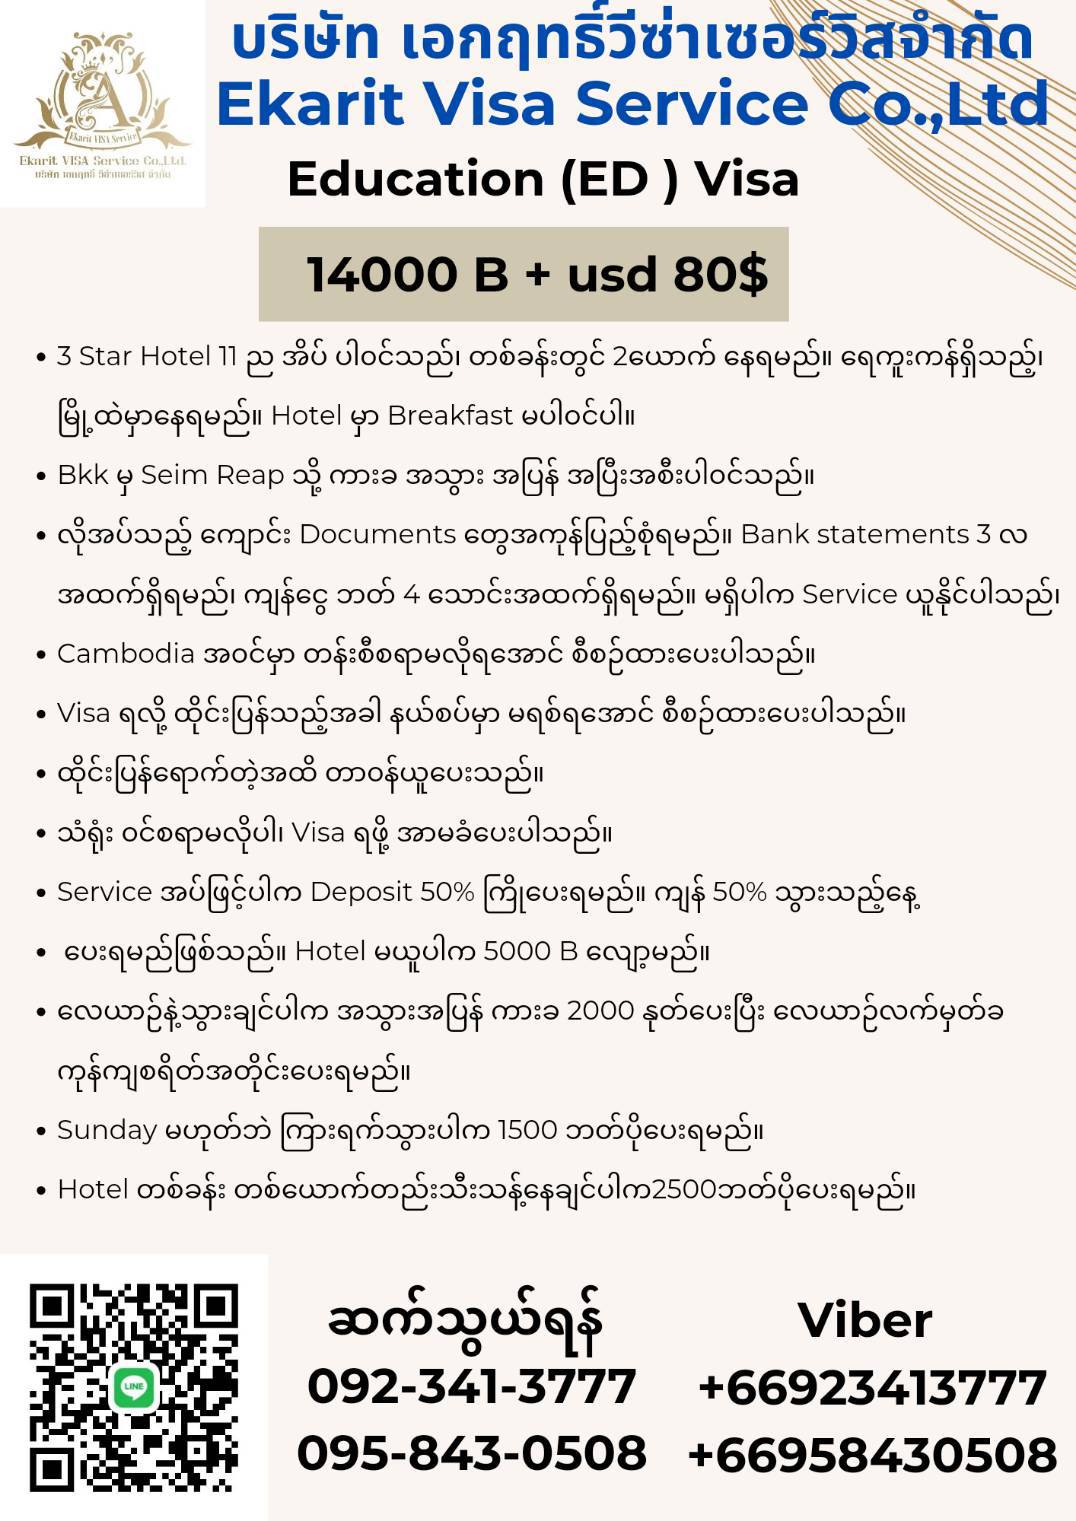 บริษัท เอกฤทธิ์วีซ่าเซอร์วิสจำกัด
Ekarit Visa Service Co.,Ltd
A
Ekarit VISA Service
Ekarit VISA Service Co.,Ltd.
บริษัท เอกฤทธิ์ วีซ่าเซอร์วิส จำกัด
Education (ED ) Visa
14000 B + usd 80$
• 3 Star Hotel 11 ည အိပ် ပါဝင်သည်၊ တစ်ခန်းတွင် 2ယောက် နေရမည်။ ရေကူးကန်ရှိသည့်၊
မြို့ထဲမှာနေရမည်။ Hotel မှာ Breakfast မပါဝင်ပါ။
• Bkk မှ Seim Reap သို့ ကားခ အသွား အပြန် အပြီးအစီးပါဝင်သည်။
• လိုအပ်သည့် ကျောင်း Documents တွေအကုန်ပြည့်စုံရမည်။ Bank statements 3 လ
အထက်ရှိရမည်၊ ကျန်ငွေ ဘတ် 4 သောင်းအထက်ရှိရမည်။ မရှိပါက Service ယူနိုင်ပါသည်၊
• Cambodia အဝင်မှာ တန်းစီစရာမလိုရအောင် စီစဉ်ထားပေးပါသည်။
• Visa ရလို့ ထိုင်းပြန်သည့်အခါ နယ်စပ်မှာ မရစ်ရအောင် စီစဉ်ထားပေးပါသည်။
• ထိုင်းပြန်ရောက်တဲ့အထိ တာဝန်ယူပေးသည်။
• သံရုံး ဝင်စရာမလိုပါ၊ Visa ရဖို့ အာမခံပေးပါသည်။
• Service အပ်ဖြင့်ပါက Deposit 50% ကြိုပေးရမည်။ ကျန် 50% သွားသည့်နေ့
• ပေးရမည်ဖြစ်သည်။ Hotel မယူပါက 5000 B လျော့မည်။
• လေယာဉ်နဲ့သွားချင်ပါက အသွားအပြန် ကားခ 2000 နုတ်ပေးပြီး လေယာဉ်လက်မှတ်ခ
ကုန်ကျစရိတ်အတိုင်းပေးရမည်။
• Sunday မဟုတ်ဘဲ ကြားရက်သွားပါက 1500 ဘတ်ပိုပေးရမည်။
• Hotel တစ်ခန်း တစ်ယောက်တည်းသီးသန့်နေချင်ပါက2500ဘတ်ပိုပေးရမည်။
LINE
ဆက်သွယ်ရန်
092-341-3777
095-843-0508
Viber
+66923413777
+66958430508